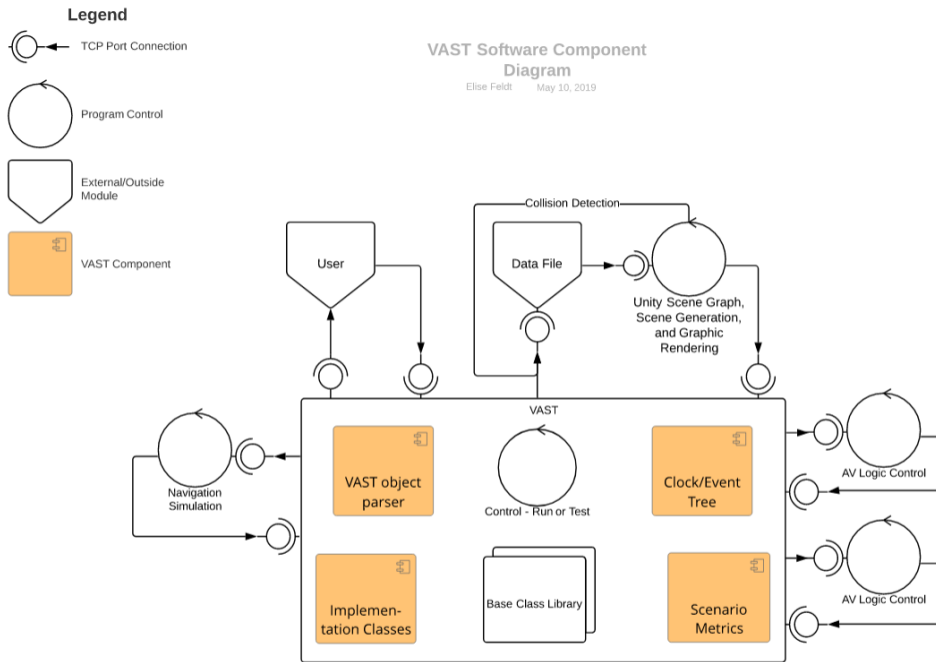 Legend
TCP Port Connection
Program Control
External/Outside
Module
VAST Component
VAST Software Component
Diagram
Elise Feldt May 10, 2019
Collision Detection
User
Data File
Unity Scene Graph,
Scene Generation,
and Graphic
Rendering
VAST
Navigation
Simulation
VAST object
parser
Control - Run or Test
Clock/Event
Tree
AV Logic Control
Implemen-
tation Classes
Base Class Library
Scenario
Metrics
AV Logic Control